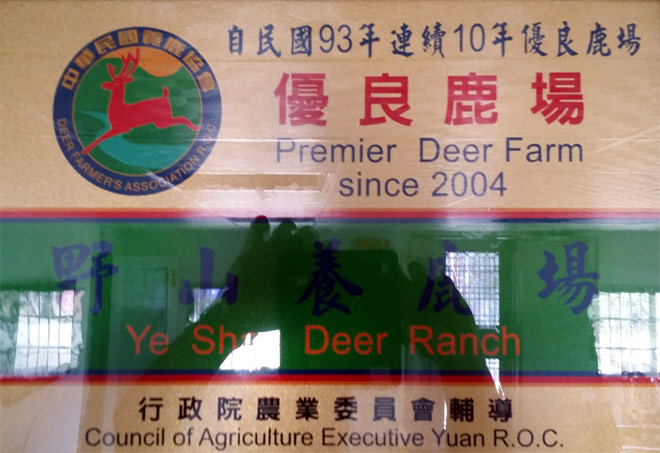 中華民國養鹿協會
DEER FARMER'S ASSOCIATION R.O.C.
自民國93年連續10年優良鹿場
優良鹿場
Premier Deer Farm
since 2004
野山養鹿場
Ye Shan Deer Ranch
行政院農業委員會輔導
Council of Agriculture Executive Yuan R.O.C.